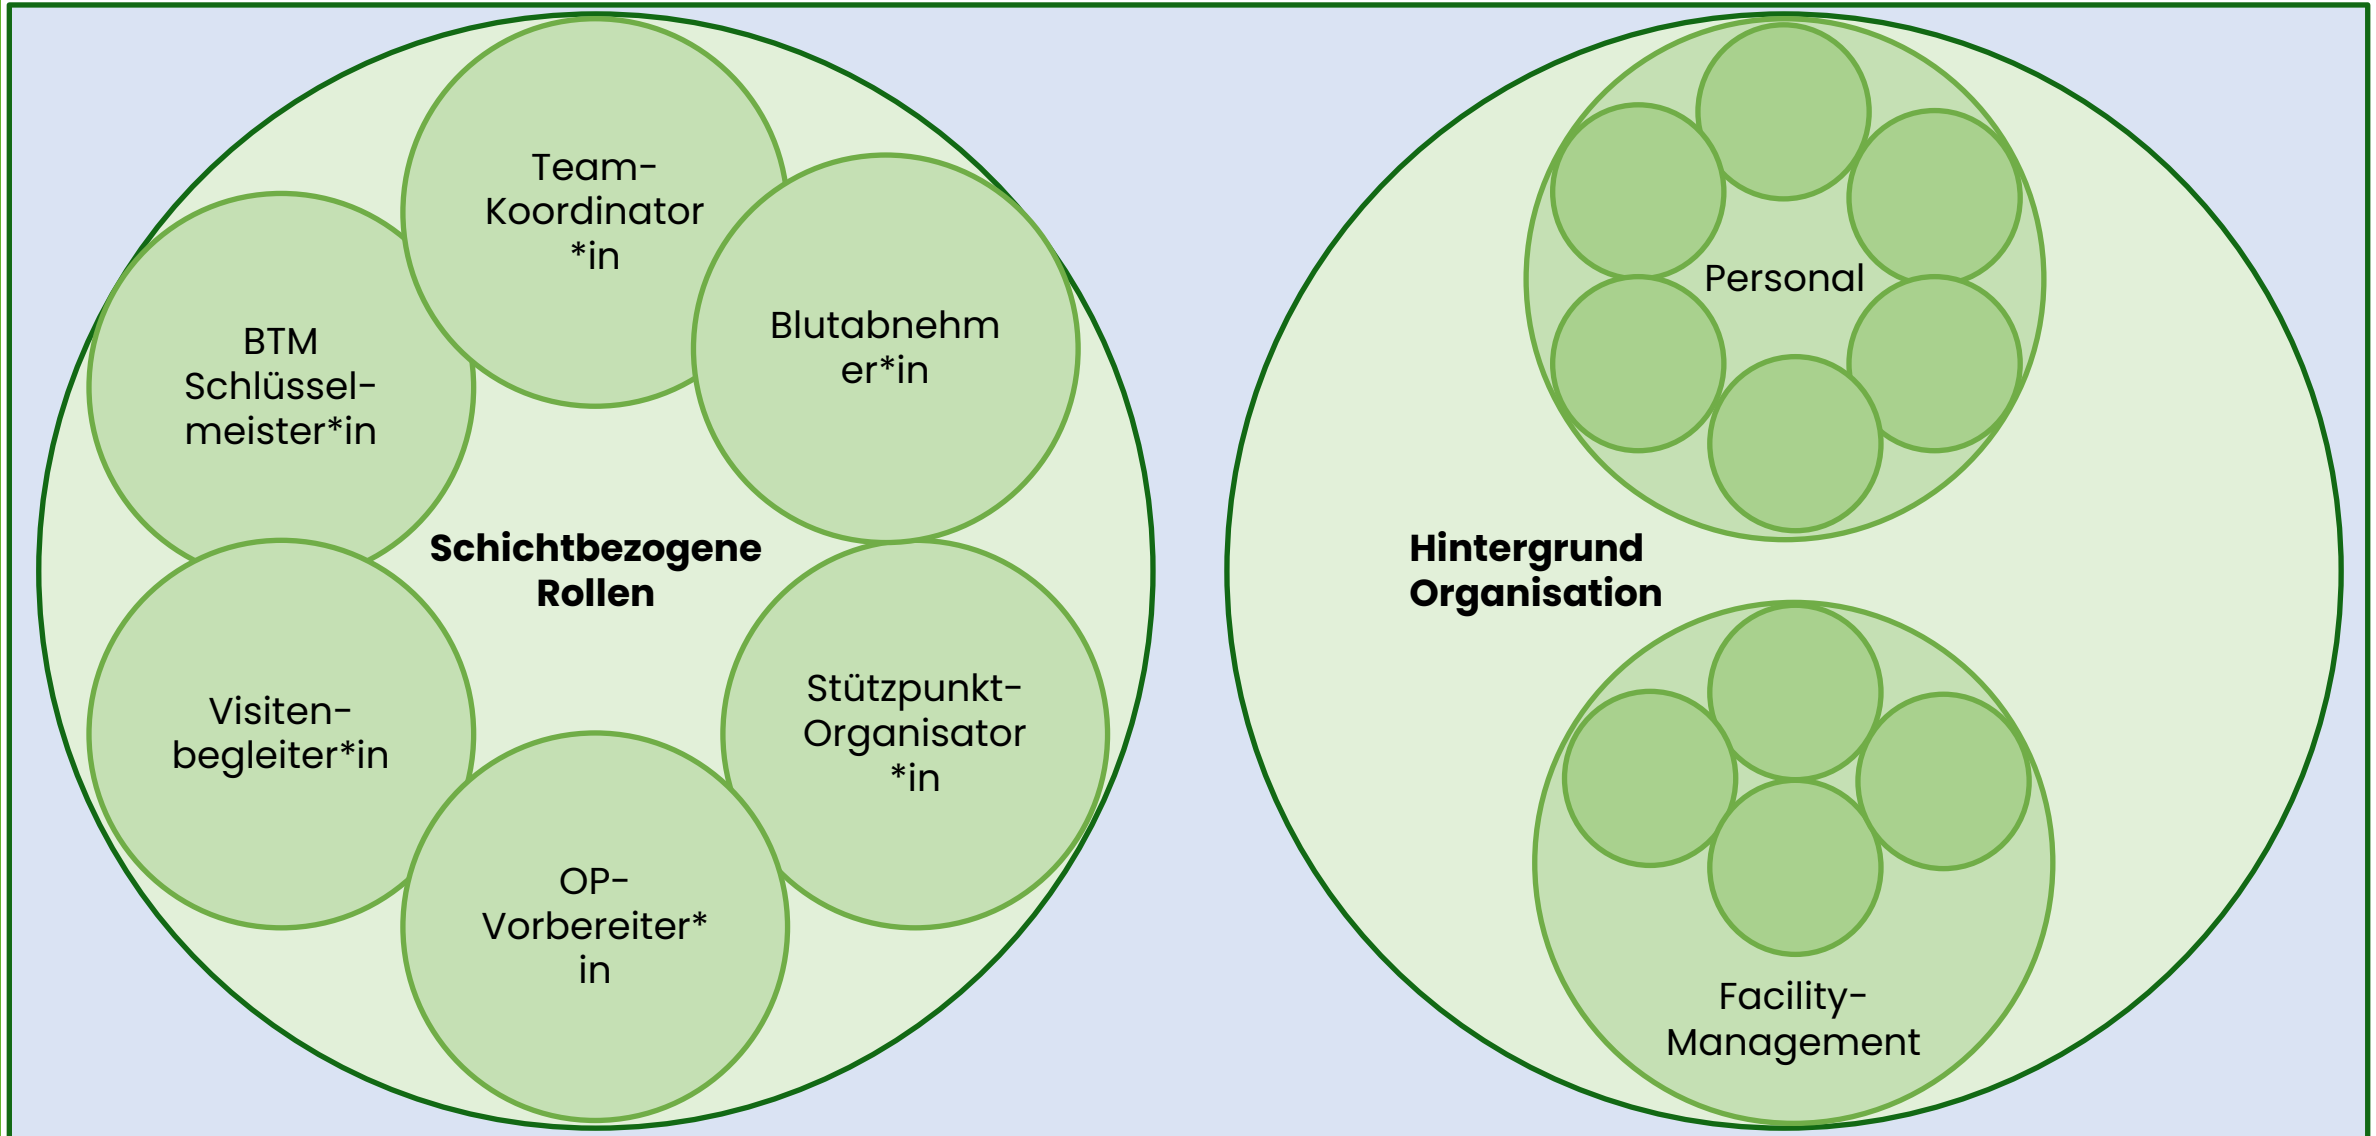 Team-
Koordinator
*in
Blutabnehm
er*in
BTM
Schlüssel-
meister*in
Schichtbezogene
Rollen
Visiten-
begleiter*in
Stützpunkt-
Organisator
*in
OP-
Vorbereiter*
in
Personal
Hintergrund
Organisation
Facility-
Management